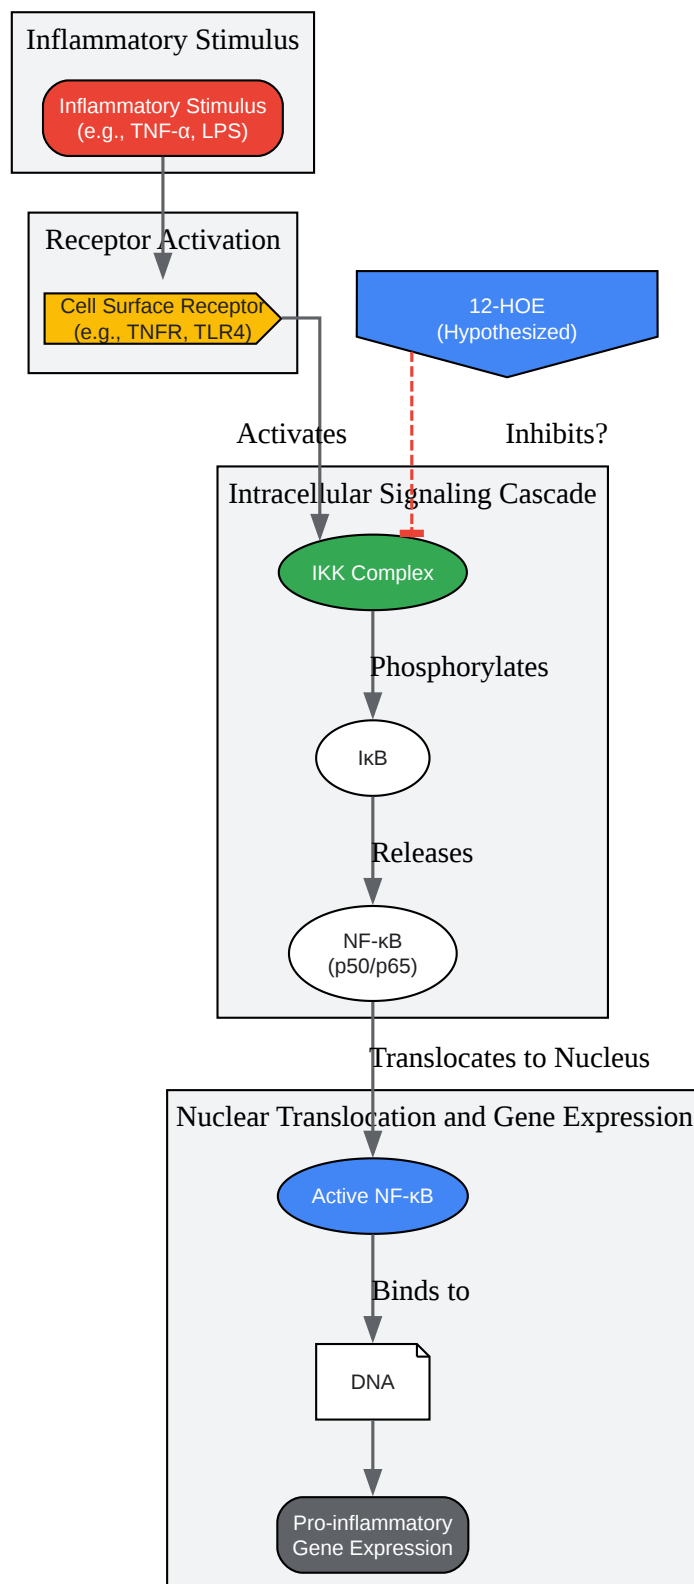 Inflammatory Stimulus
Inflammatory Stimulus
(e.g., TNF-α, LPS)
Receptor Activation
Cell Surface Receptor
(e.g., TNFR, TLR4)
12-HOE
(Hypothesized)
Activates
Inhibits?
Intracellular Signaling Cascade
IKK Complex
Phosphorylates
IκB
Releases
NF-κB
(p50/p65)
Translocates to Nucleus
Nuclear Translocation and Gene Expression
Active NF-κB
Binds to
DNA
Pro-inflammatory
Gene Expression